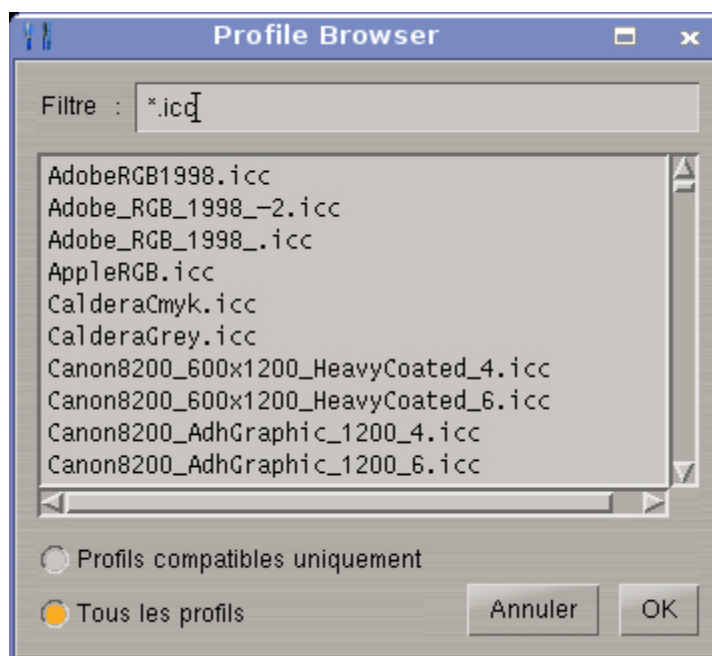 Profile Browser
Filtre : *.icc
AdobeRGB1998.icc
Adobe_RGB_1998_-2.icc
Adobe_RGB_1998_.icc
AppleRGB.icc
CalderaCmyk.icc
CalderaGrey.icc
Canon8200_600x1200_HeavyCoated_4.icc
Canon8200_600x1200_HeavyCoated_6.icc
Canon8200_AdhGraphic_1200_4.icc
Canon8200_AdhGraphic_1200_6.icc
Profils compatibles uniquement
Tous les profils
Annuler OK